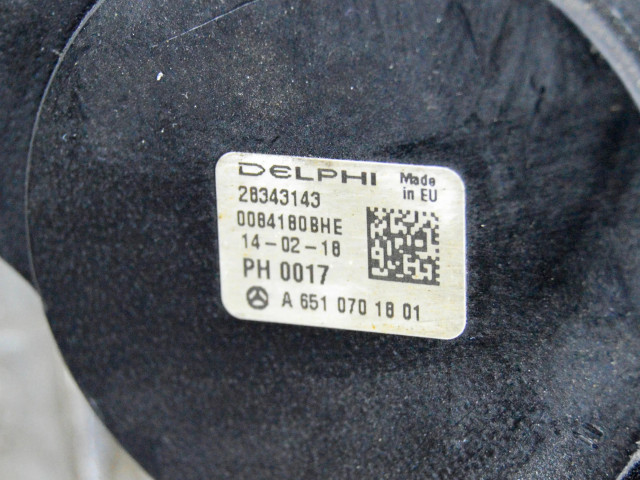 DELPHI Made in EU
28343143
0084180BHE
14-02-18
PH 0017
A 651 070 18 01